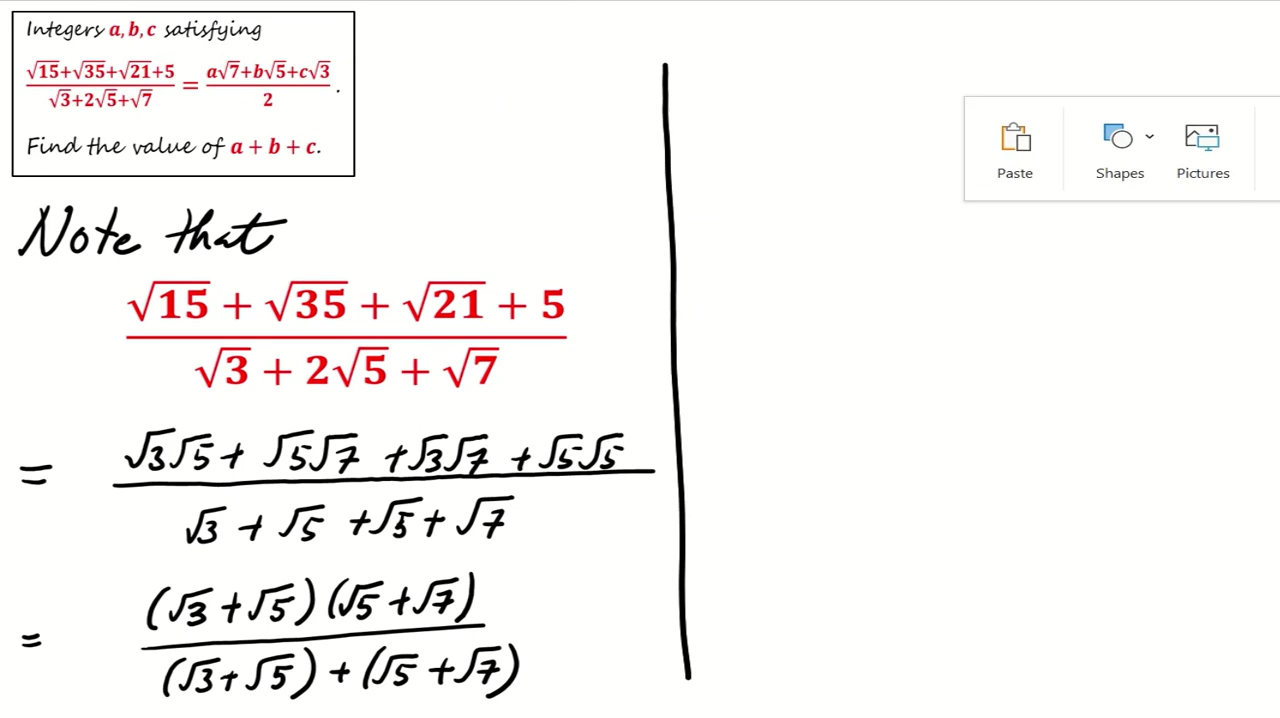 Integers a, b, c satisfying
(√15+√35+√21+5)/(√3+2√5+√7) = (a√7+b√5+c√3)/2 .
Find the value of a + b + c.
Paste
Shapes
Pictures
Note that
(√15 + √35 + √21 + 5)/(√3 + 2√5 + √7)
= (√3√5 + √5√7 + √3√7 + √5√5)/(√3 + √5 + √5 + √7)
= ((√3 + √5)(√5 + √7))/((√3 + √5) + (√5 + √7))